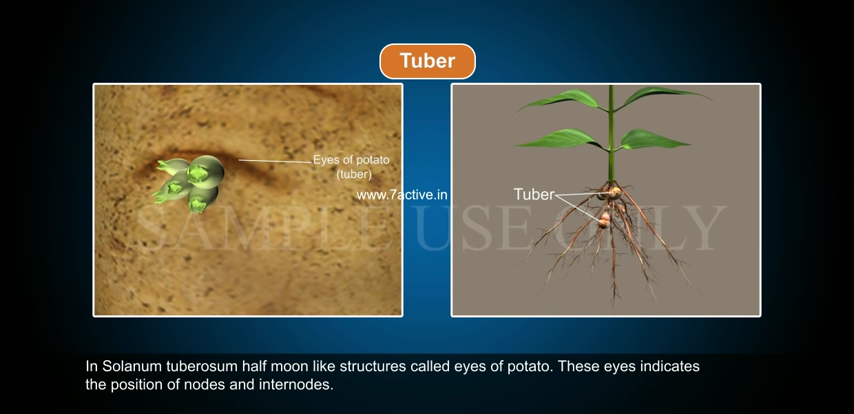 Tuber
Eyes of potato
(tuber)
www.7active.in
Tuber
SAMPLE USE ONLY
In Solanum tuberosum half moon like structures called eyes of potato. These eyes indicates
the position of nodes and internodes.